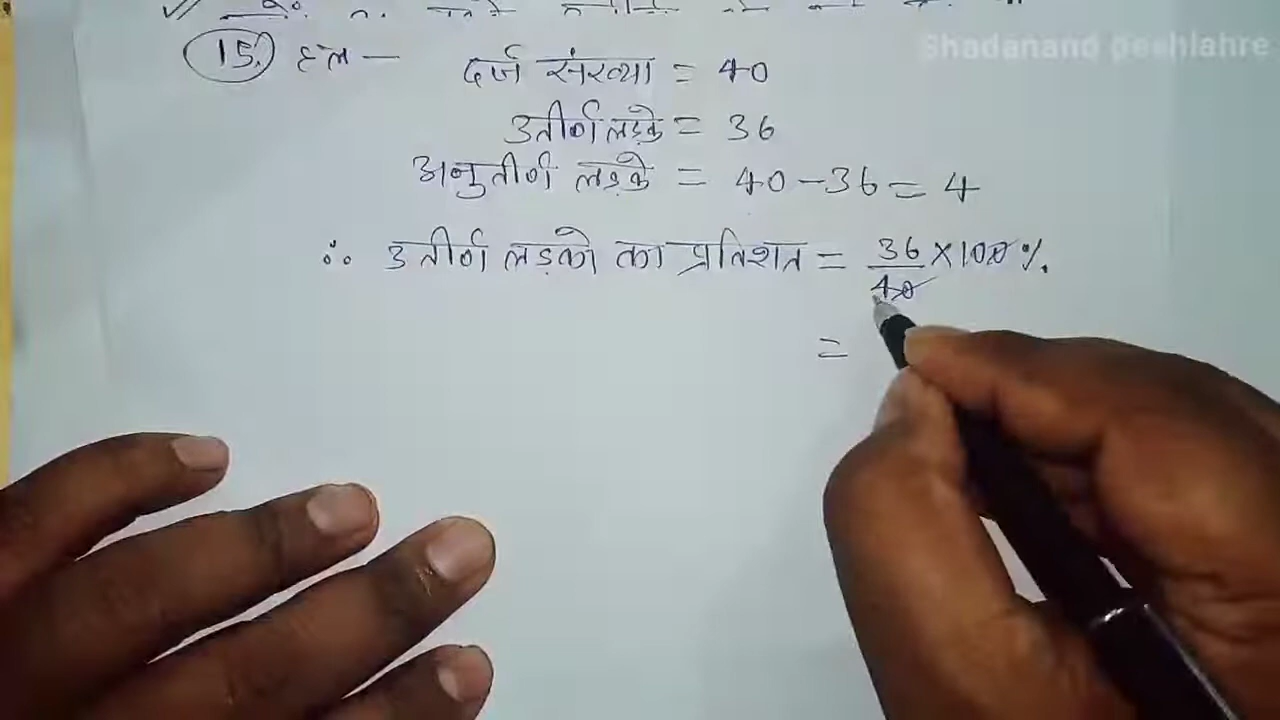 Shadanand deshlahre
15. हल — दर्ज संख्या = 40
उतीर्ण लड़के = 36
अनुतीर्ण लड़के = 40 - 36 = 4
∴ उतीर्ण लड़को का प्रतिशत = 36/40 × 100 %.
=